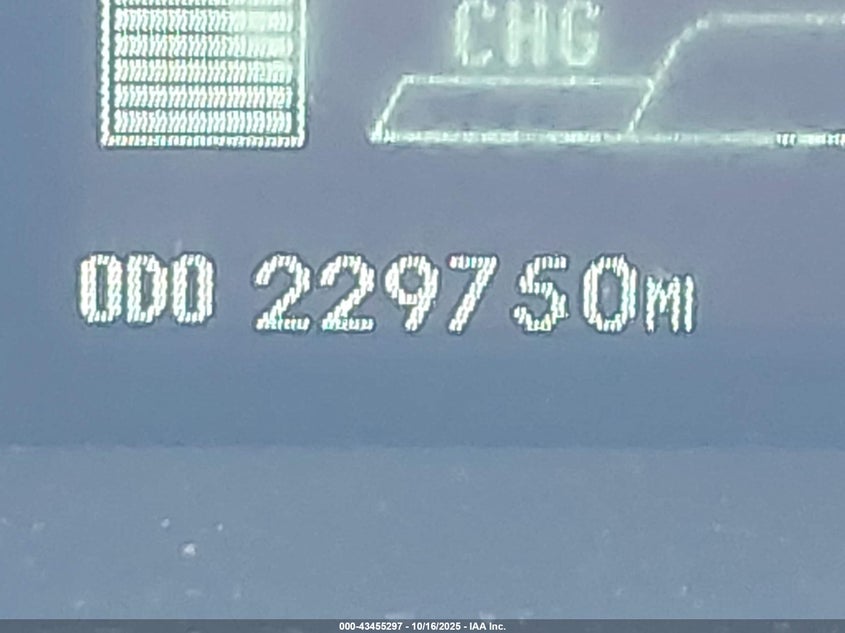 CHG
ODO 229750MI
000-43455297 - 10/16/2025 - IAA Inc.